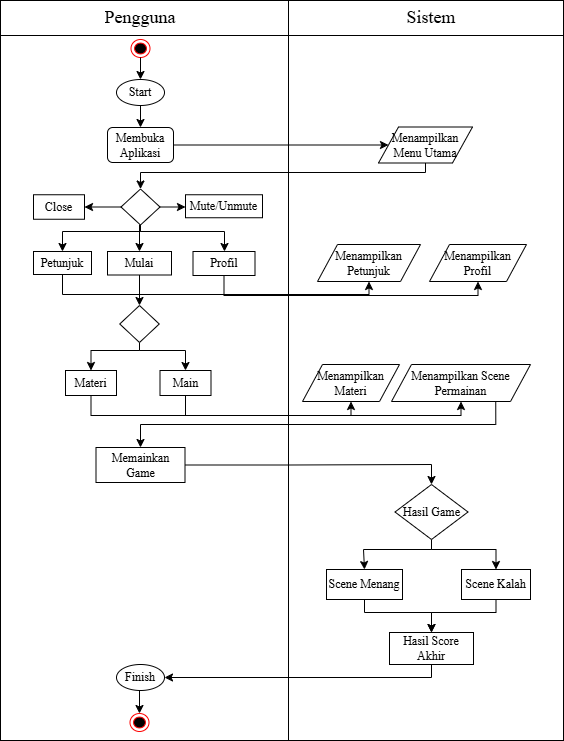 Pengguna
Sistem
Start
Membuka
Aplikasi
Menampilkan
Menu Utama
Close
Mute/Unmute
Petunjuk
Mulai
Profil
Menampilkan
Petunjuk
Menampilkan
Profil
Materi
Main
Menampilkan
Materi
Menampilkan Scene
Permainan
Memainkan
Game
Hasil Game
Scene Menang
Scene Kalah
Hasil Score
Akhir
Finish